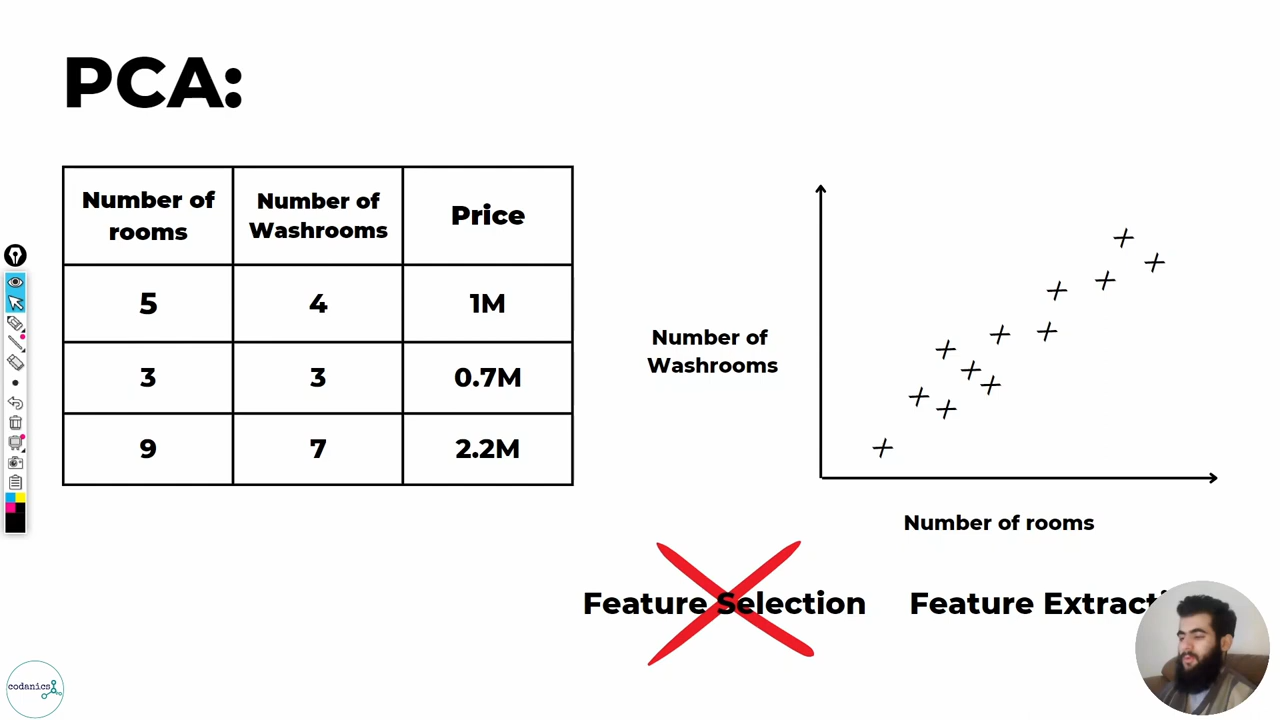 PCA:
Number of
rooms
Number of
Washrooms
Price
5
4
1M
3
3
0.7M
9
7
2.2M
Number of
Washrooms
Number of rooms
Feature Selection
Feature Extracti
codanics